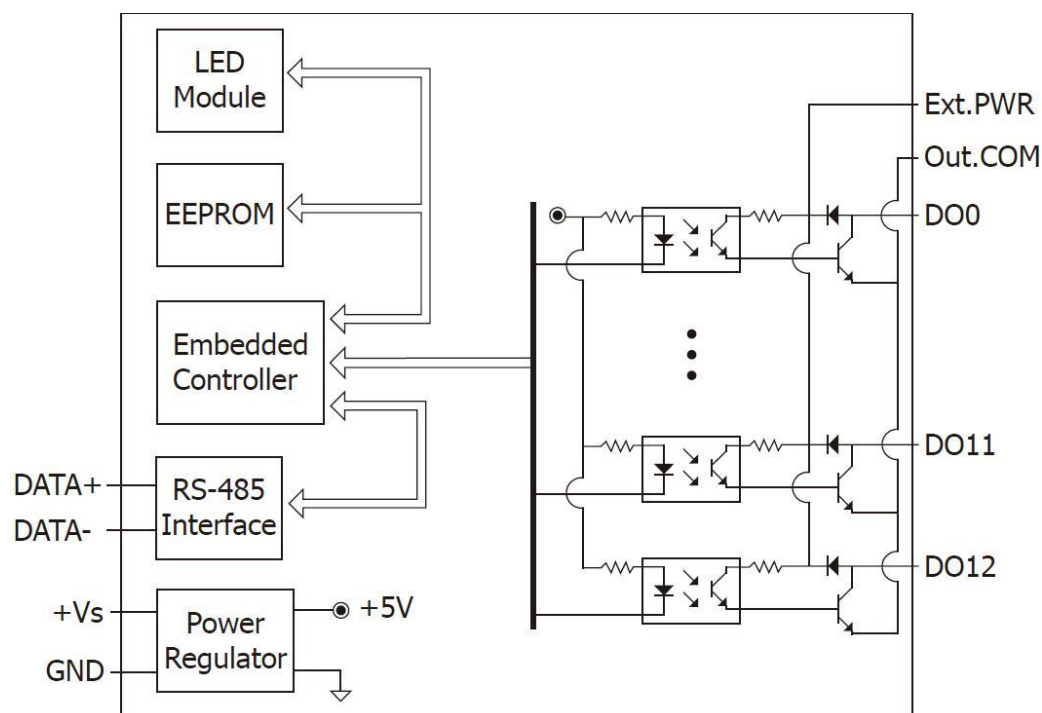 LED
Module
EEPROM
Embedded
Controller
RS-485
Interface
DATA+
DATA-
+Vs
GND
Power
Regulator
+5V
Ext.PWR
Out.COM
DO0
DO11
DO12